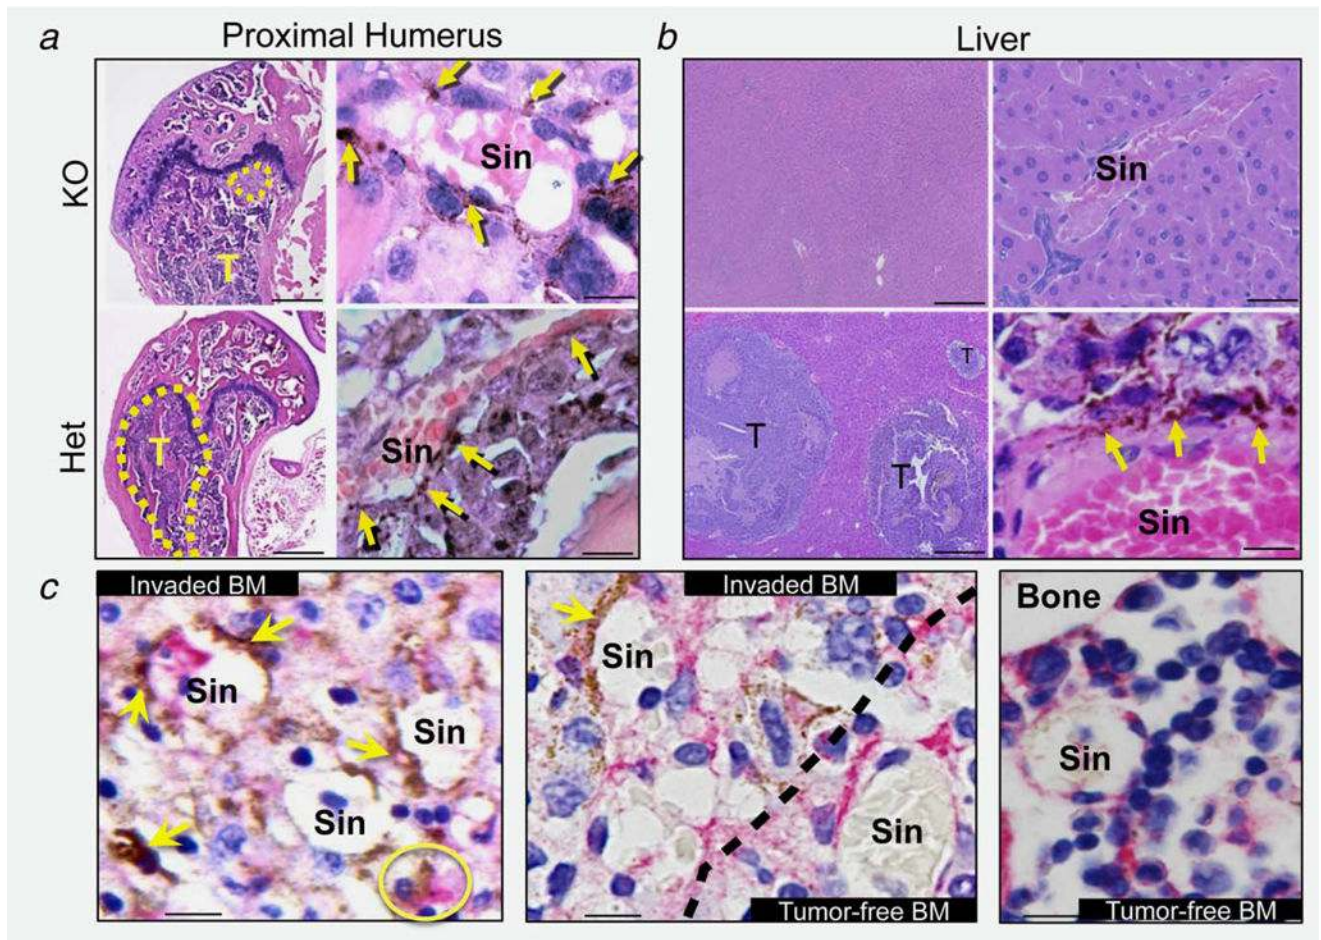 a
Proximal Humerus
b
Liver
KO
T
Sin
Sin
Het
T
Sin
T
T
T
Sin
c
Invaded BM
Sin
Sin
Sin
Invaded BM
Sin
Sin
Tumor-free BM
Bone
Sin
Tumor-free BM